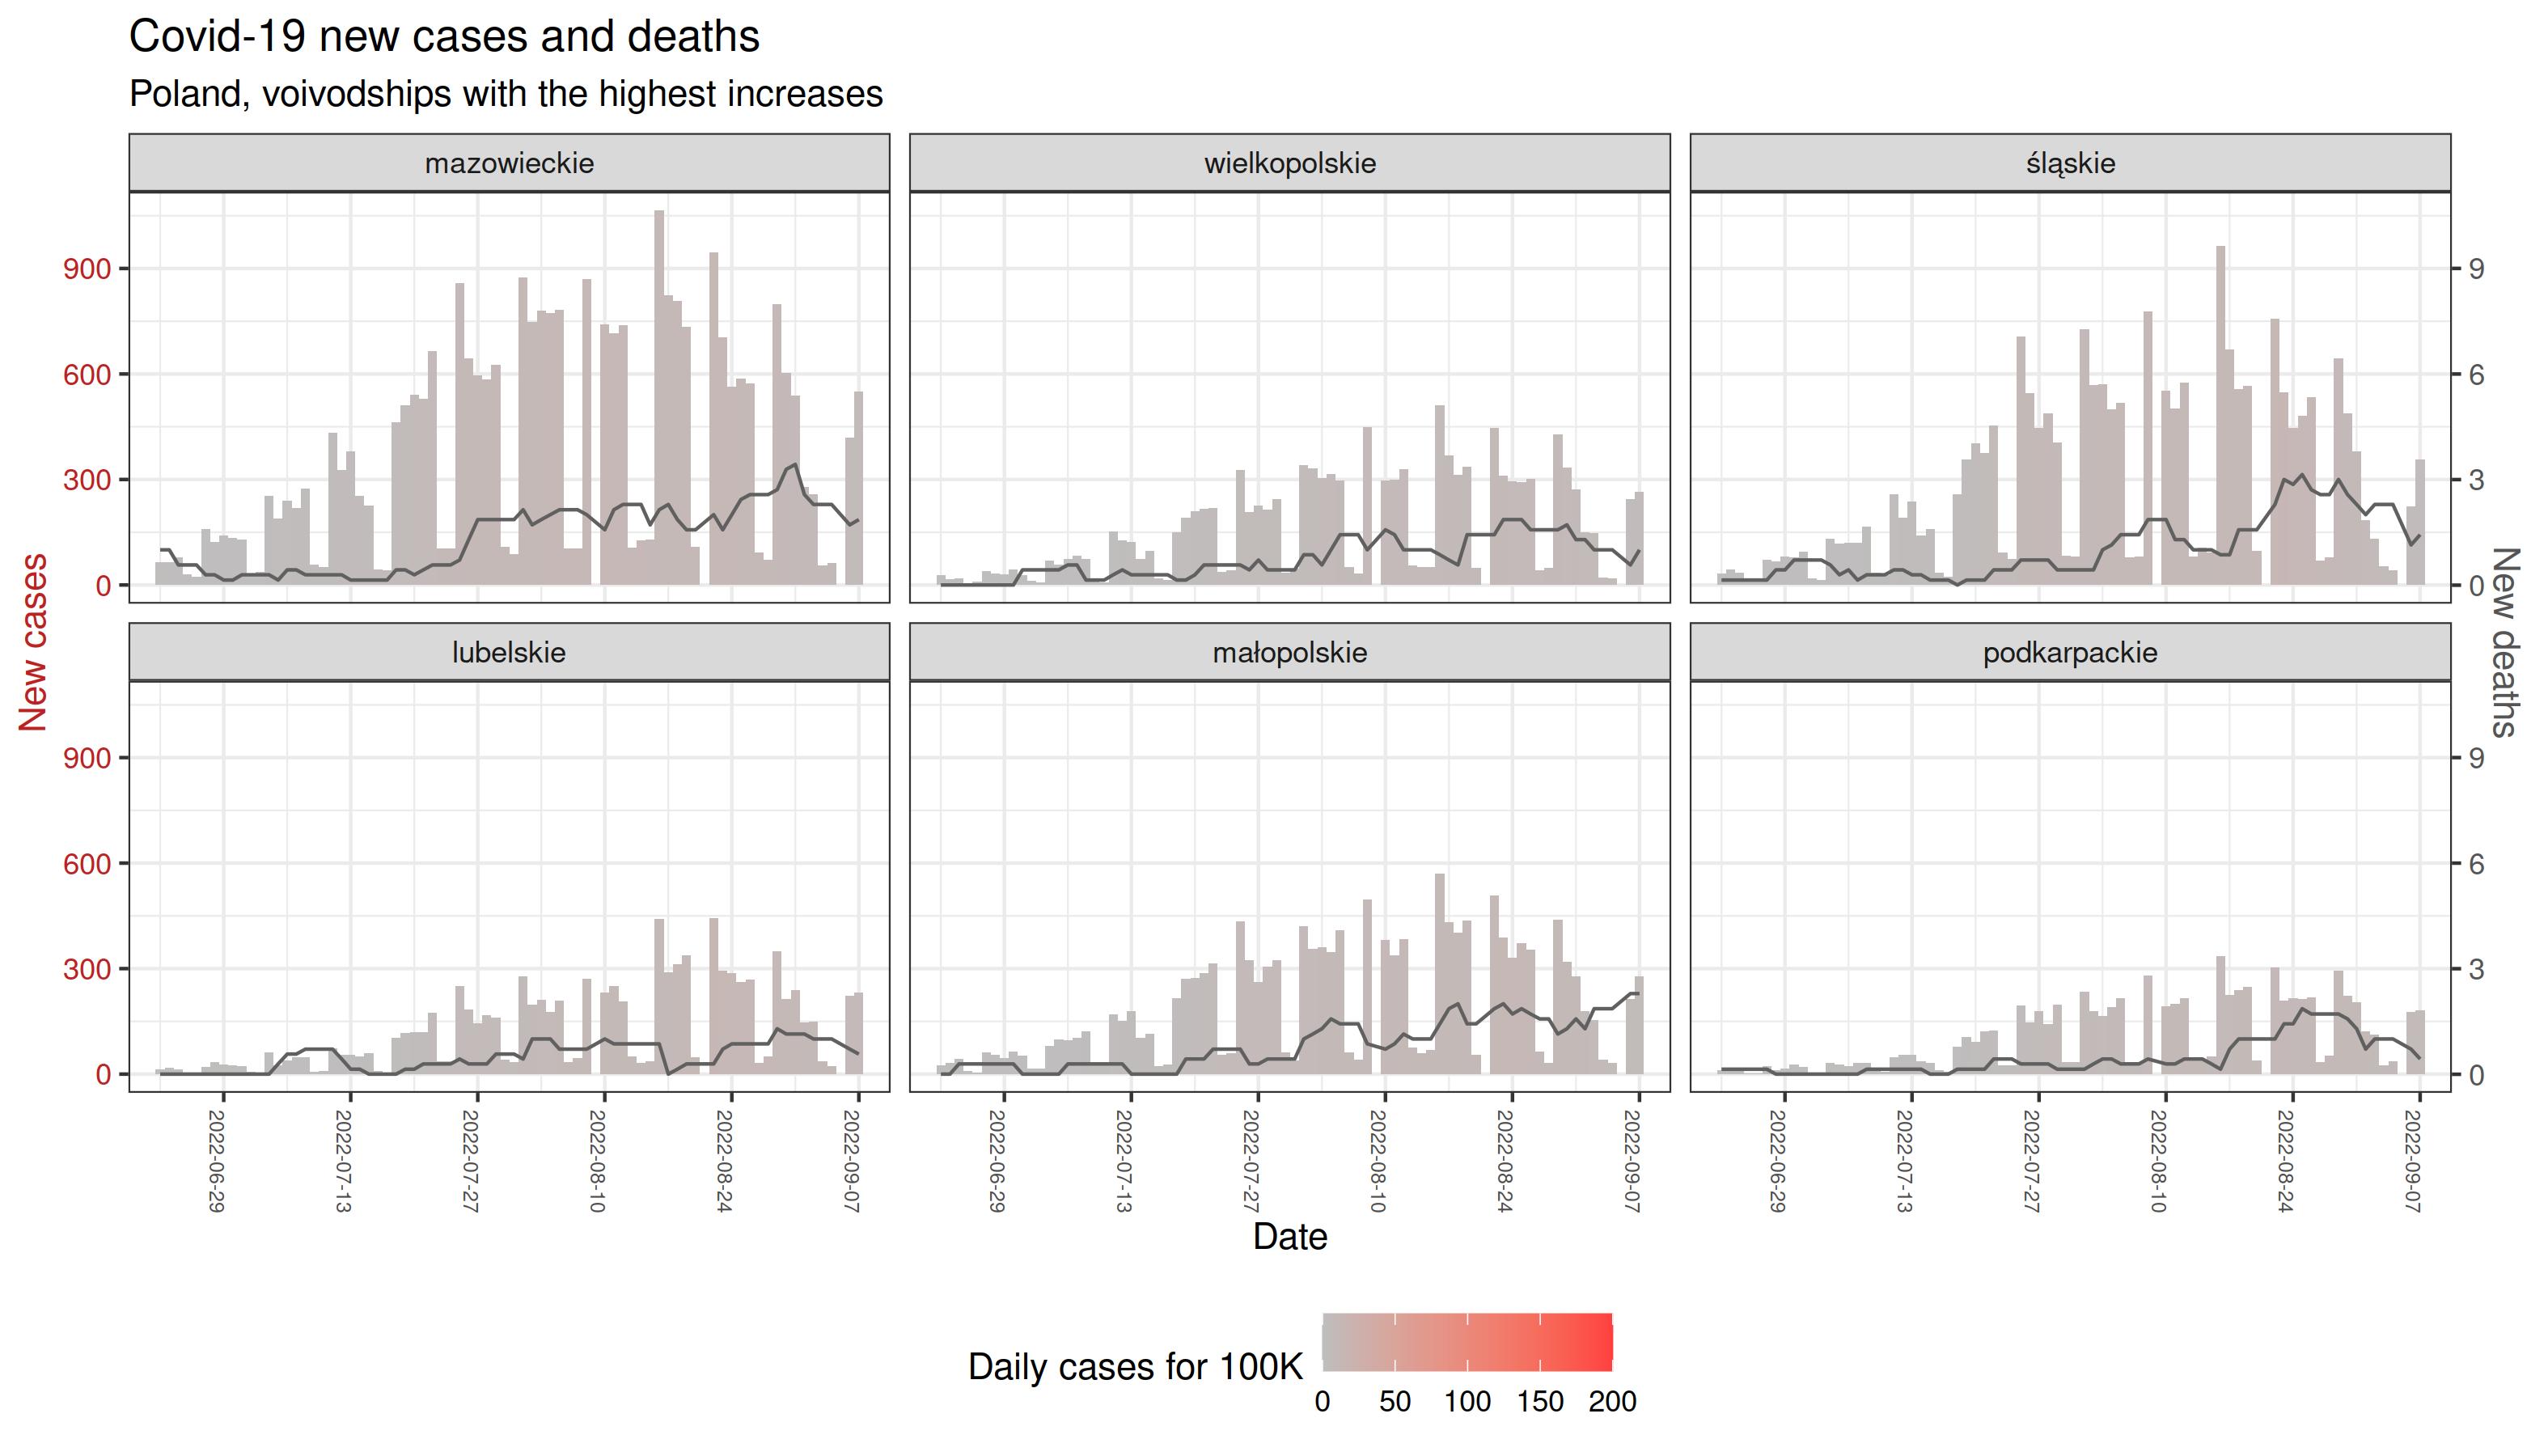 Covid-19 new cases and deaths
Poland, voivodships with the highest increases
mazowieckie
wielkopolskie
śląskie
900
600
300
0
9
6
3
0
New cases
New deaths
lubelskie
małopolskie
podkarpackie
900
600
300
0
9
6
3
0
2022-06-29
2022-07-13
2022-07-27
2022-08-10
2022-08-24
2022-09-07
2022-06-29
2022-07-13
2022-07-27
2022-08-10
2022-08-24
2022-09-07
2022-06-29
2022-07-13
2022-07-27
2022-08-10
2022-08-24
2022-09-07
Date
Daily cases for 100K
0 50 100 150 200